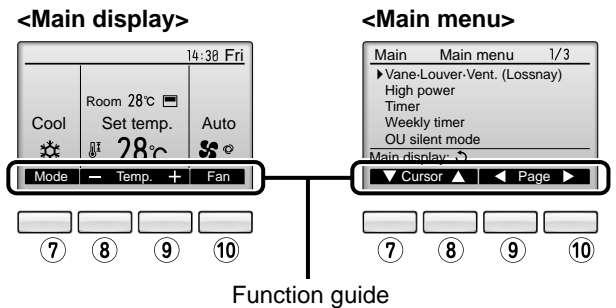 <Main display>
14:30 Fri
Room 28°C
Cool
Set temp.
Auto
28°C
Mode
− Temp. +
Fan
⑦ ⑧ ⑨ ⑩
<Main menu>
Main Main menu 1/3
▶Vane·Louver·Vent. (Lossnay)
High power
Timer
Weekly timer
OU silent mode
Main display: ↺
▼ Cursor ▲ ◀ Page ▶
⑦ ⑧ ⑨ ⑩
Function guide